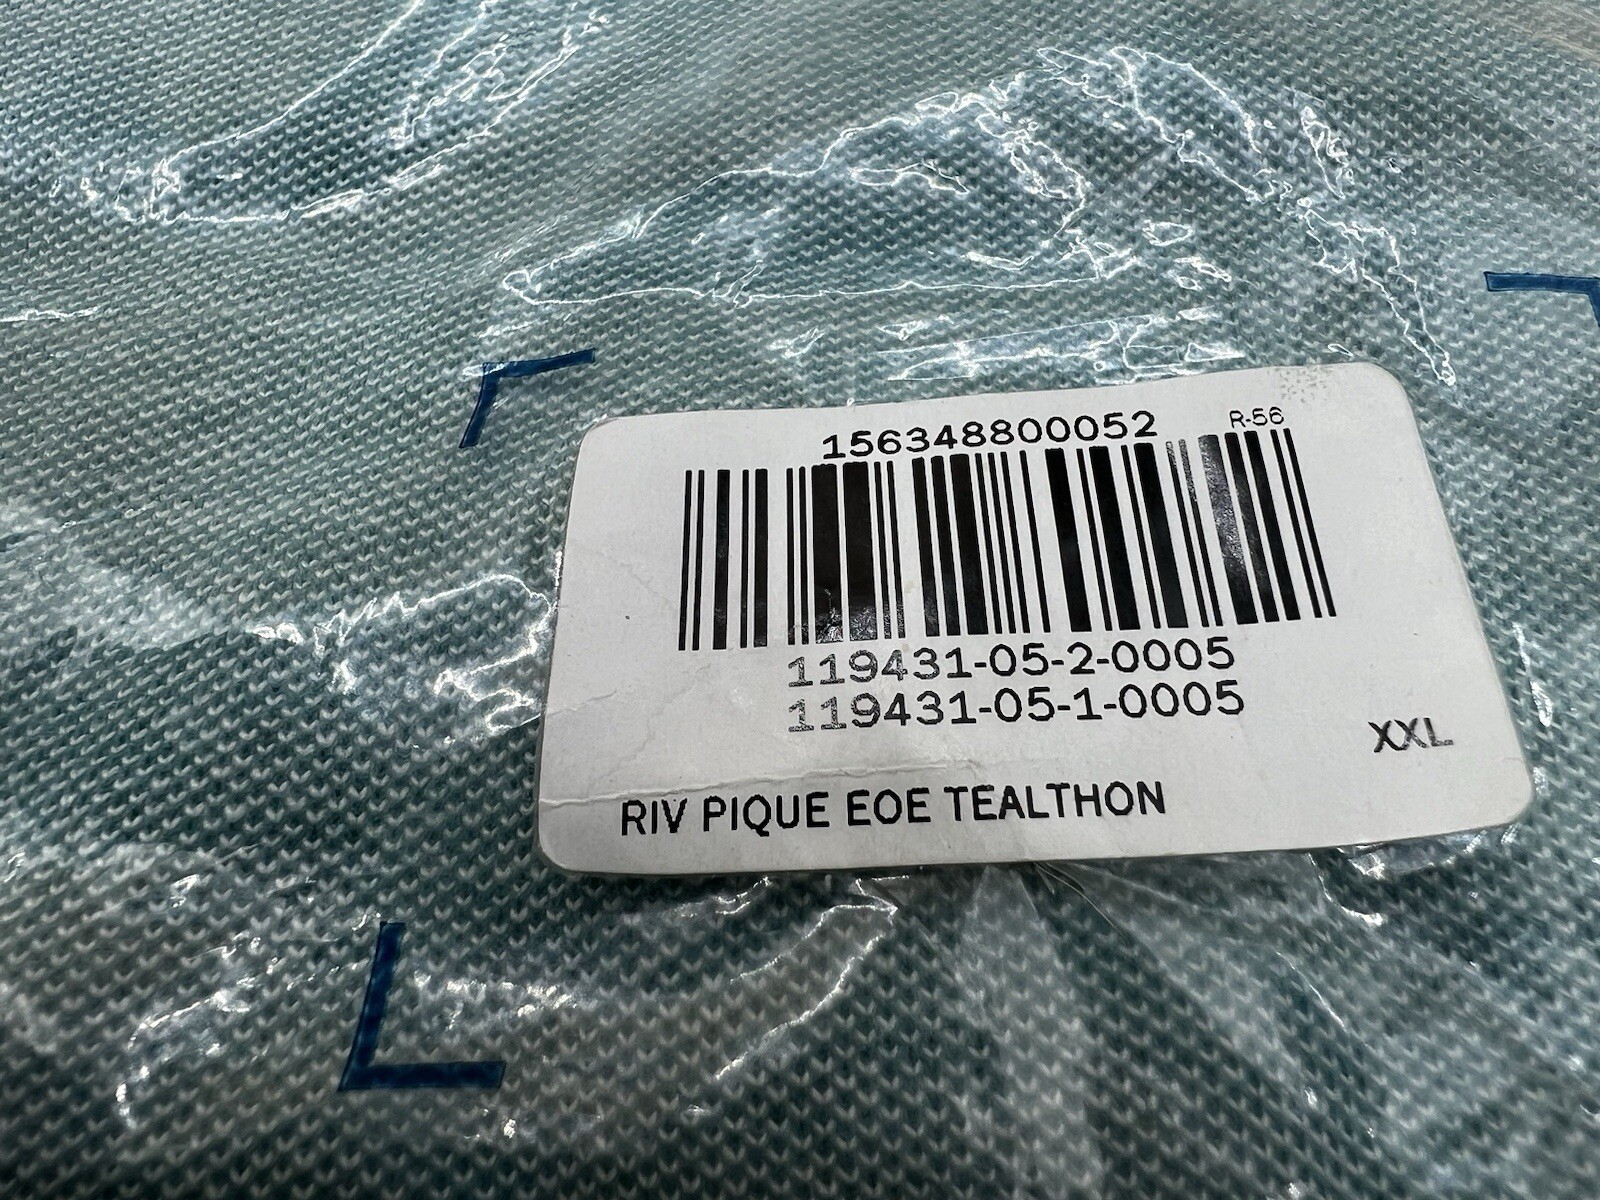 156348800052 R-56
119431-05-2-0005
119431-05-1-0005
XXL
RIV PIQUE EOE TEALTHON